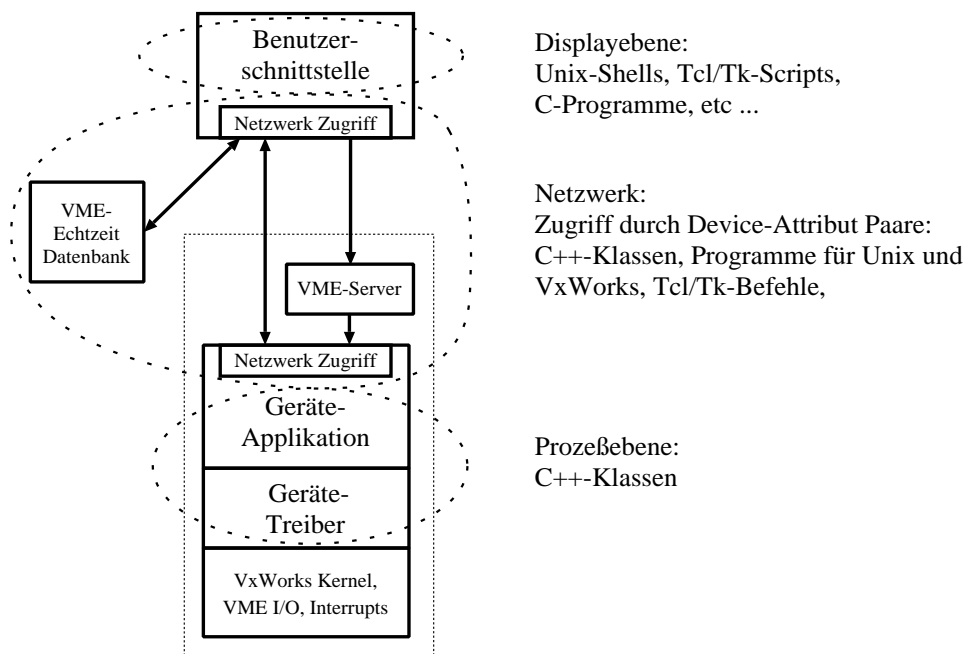 Benutzer-
schnittstelle
Netzwerk Zugriff
Displayebene:
Unix-Shells, Tcl/Tk-Scripts,
C-Programme, etc ...
VME-
Echtzeit
Datenbank
VME-Server
Netzwerk:
Zugriff durch Device-Attribut Paare:
C++-Klassen, Programme für Unix und
VxWorks, Tcl/Tk-Befehle,
Netzwerk Zugriff
Geräte-
Applikation
Geräte-
Treiber
Prozeßebene:
C++-Klassen
VxWorks Kernel,
VME I/O, Interrupts